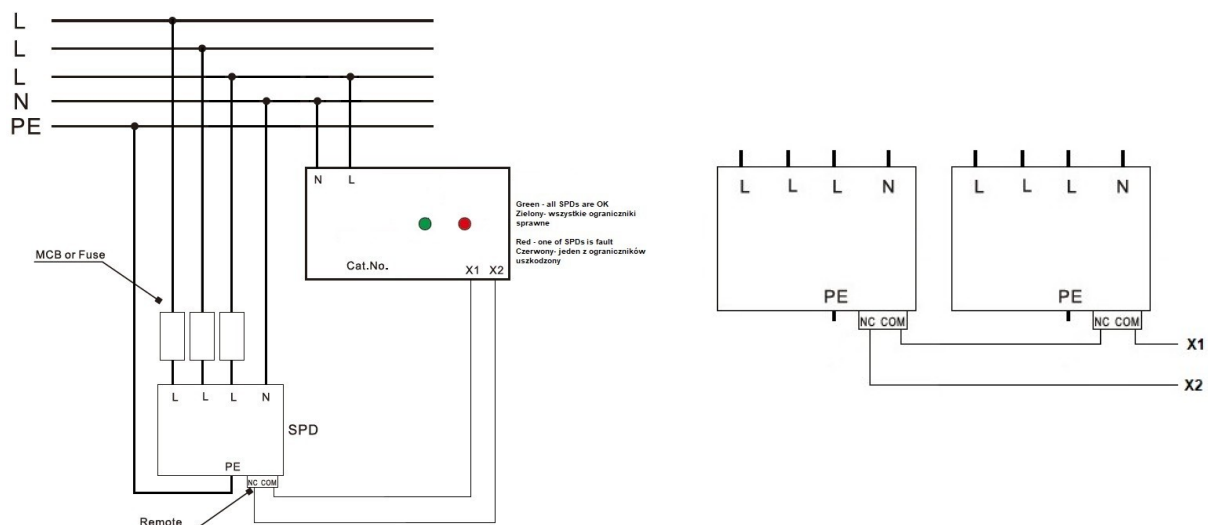 L
L
L
N
PE
N L
Green - all SPDs are OK
Zielony- wszystkie ograniczniki
sprawne
Red - one of SPDs is fault
Czerwony- jeden z ograniczników
uszkodzony
Cat.No.
X1 X2
MCB or Fuse
L L L N
SPD
PE
NC COM
Remote
L L L N
PE
NC COM
L L L N
PE
NC COM
X1
X2